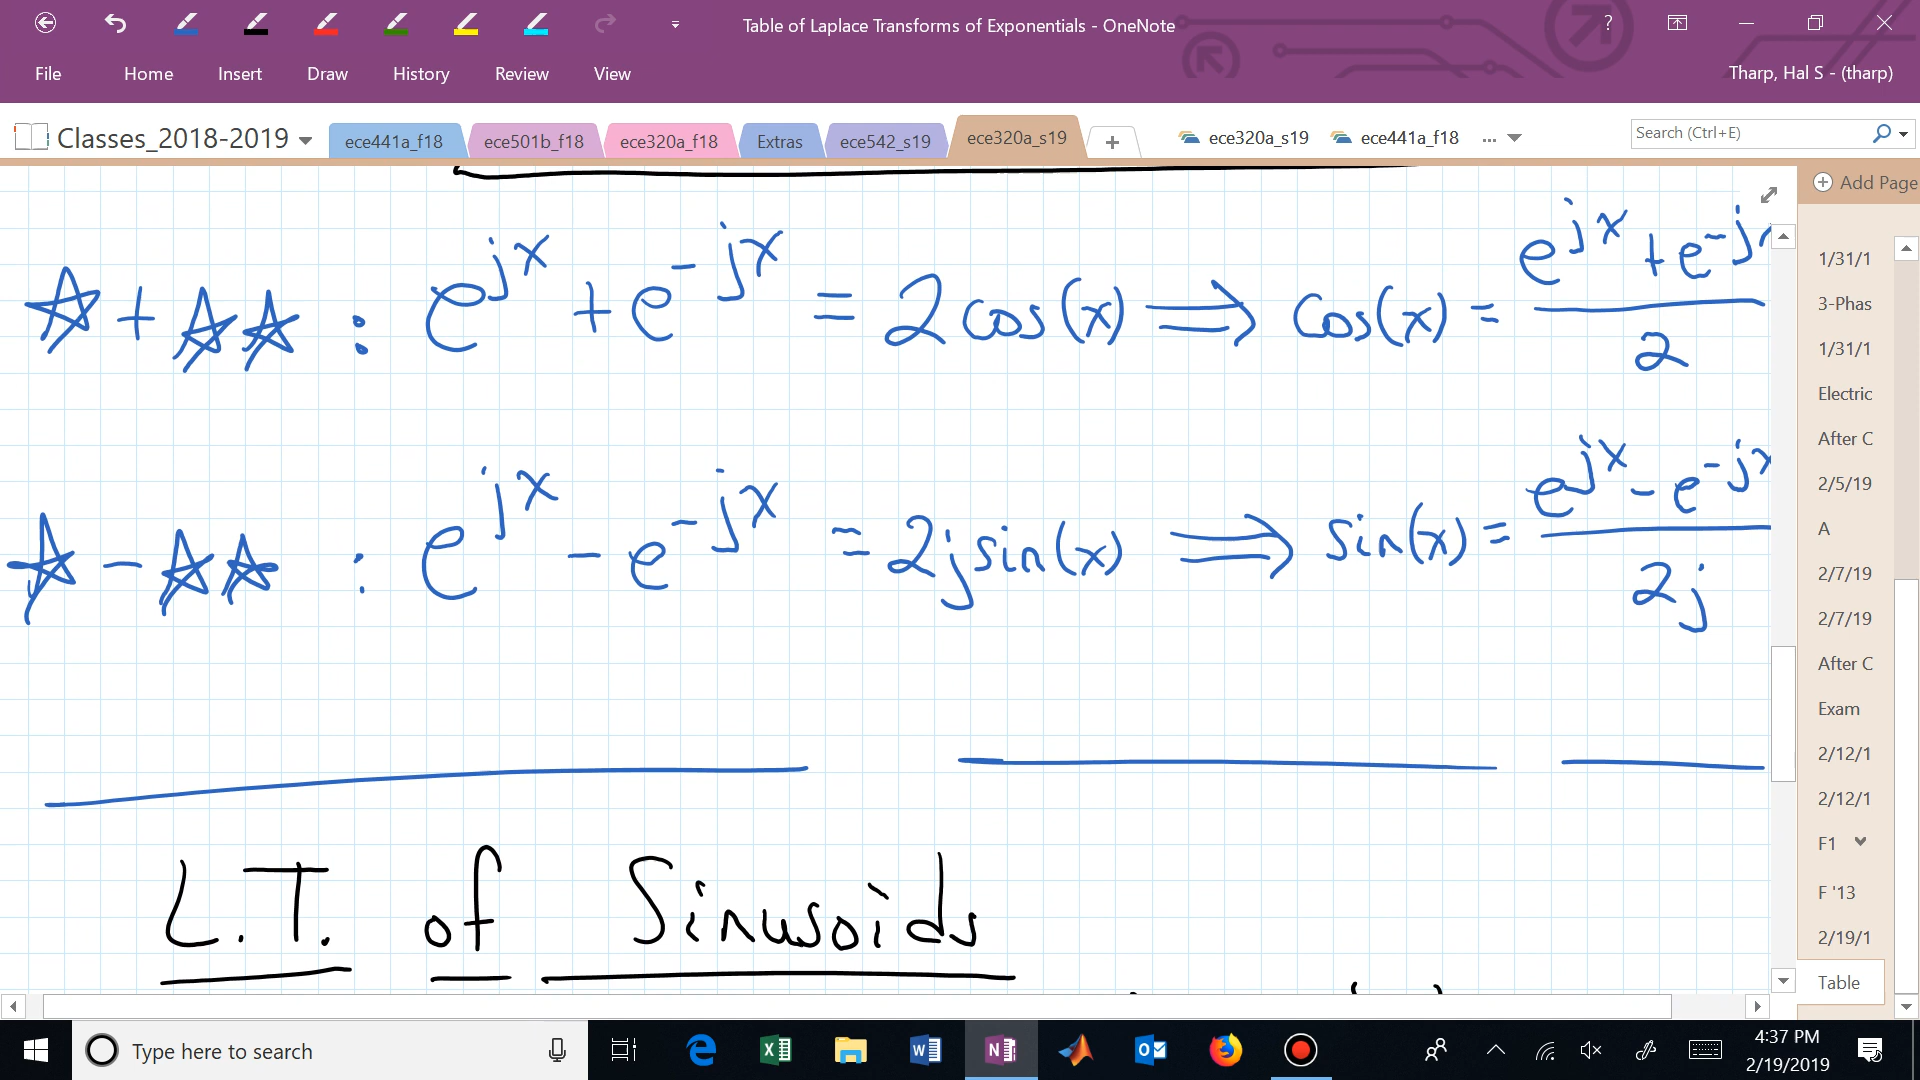 Table of Laplace Transforms of Exponentials - OneNote
?
File Home Insert Draw History Review View
Tharp, Hal S - (tharp)
Classes_2018-2019
ece441a_f18 ece501b_f18 ece320a_f18 Extras ece542_s19 ece320a_s19 +
ece320a_s19 ece441a_f18 ...
Search (Ctrl+E)
Add Page
☆ + ☆☆ : e^{jx} + e^{-jx} = 2 cos(x) ⟹ cos(x) = (e^{jx} + e^{-j)/2
☆ - ☆☆ : e^{jx} - e^{-jx} = 2j sin(x) ⟹ sin(x) = (e^{jx} - e^{-jx)/2j
L.T. of Sinusoids
1/31/1
3-Phas
1/31/1
Electric
After C
2/5/19
A
2/7/19
2/7/19
After C
Exam
2/12/1
2/12/1
F1
F '13
2/19/1
Table
Type here to search
4:37 PM
2/19/2019